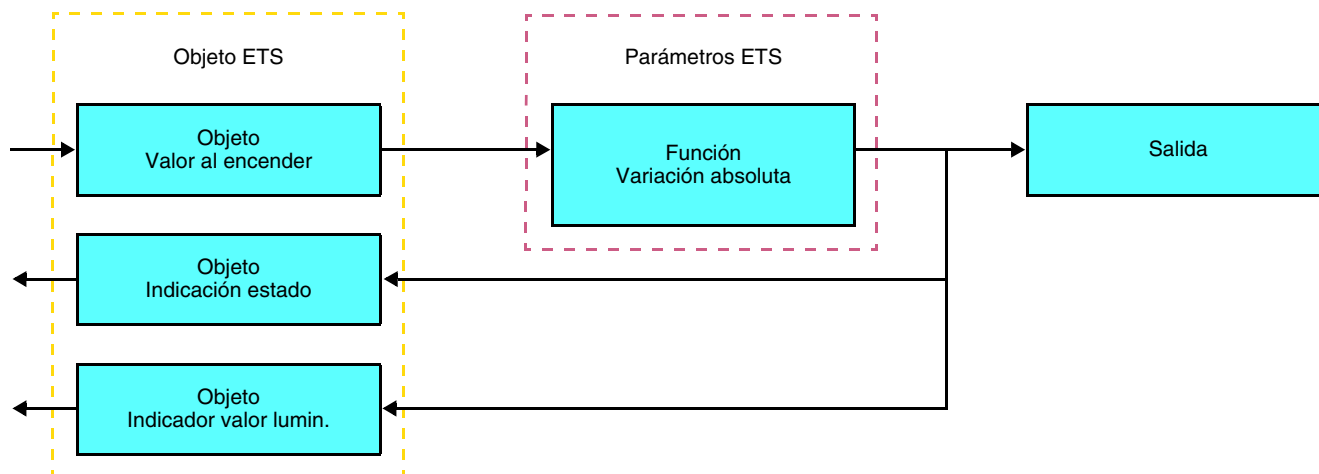 Objeto ETS
Parámetros ETS
Objeto
Valor al encender
Función
Variación absoluta
Salida
Objeto
Indicación estado
Objeto
Indicador valor lumin.